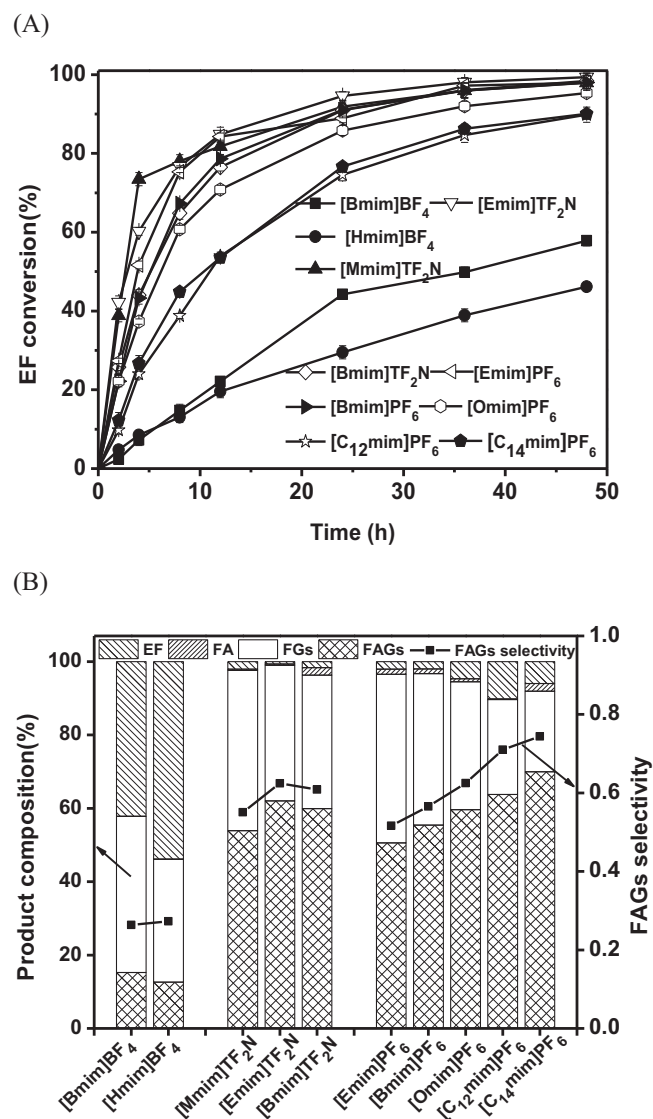 (A)
100
80
60
40
20
0
EF conversion(%)
[Bmim]BF4 [Emim]TF2N
[Hmim]BF4
[Mmim]TF2N
[Bmim]TF2N [Emim]PF6
[Bmim]PF6 [Omim]PF6
[C12mim]PF6 [C14mim]PF6
0 10 20 30 40 50
Time (h)
(B)
EF FA FGs FAGs FAGs selectivity
100
80
60
40
20
0
Product composition(%)
1.0
0.8
0.6
0.4
0.2
0.0
FAGs selectivity
[Bmim]BF4
[Hmim]BF4
[Mmim]TF2N
[Emim]TF2N
[Bmim]TF2N
[Emim]PF6
[Bmim]PF6
[Omim]PF6
[C12mim]PF6
[C14mim]PF6